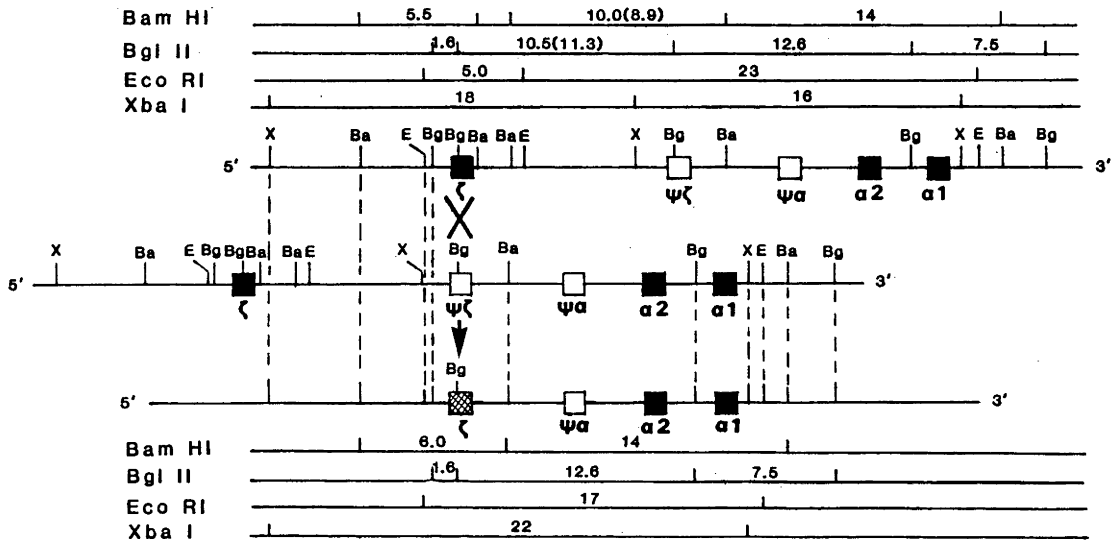 Bam HI 5.5 10.0(8.9) 14
Bgl II 1.6 10.5(11.3) 12.6 7.5
Eco RI 5.0 23
Xba I 18 16
X Ba E Bg Bg Ba Ba E X Bg Ba Bg X E Ba Bg
5′ 3′
ζ ψζ ψα α2 α1
X Ba E Bg Bg Ba Ba E X Bg Ba Bg X E Ba Bg
5′ 3′
ζ ψζ ψα α2 α1
Bg
5′ 3′
ζ ψα α2 α1
Bam HI 6.0 14
Bgl II 1.6 12.6 7.5
Eco RI 17
Xba I 22